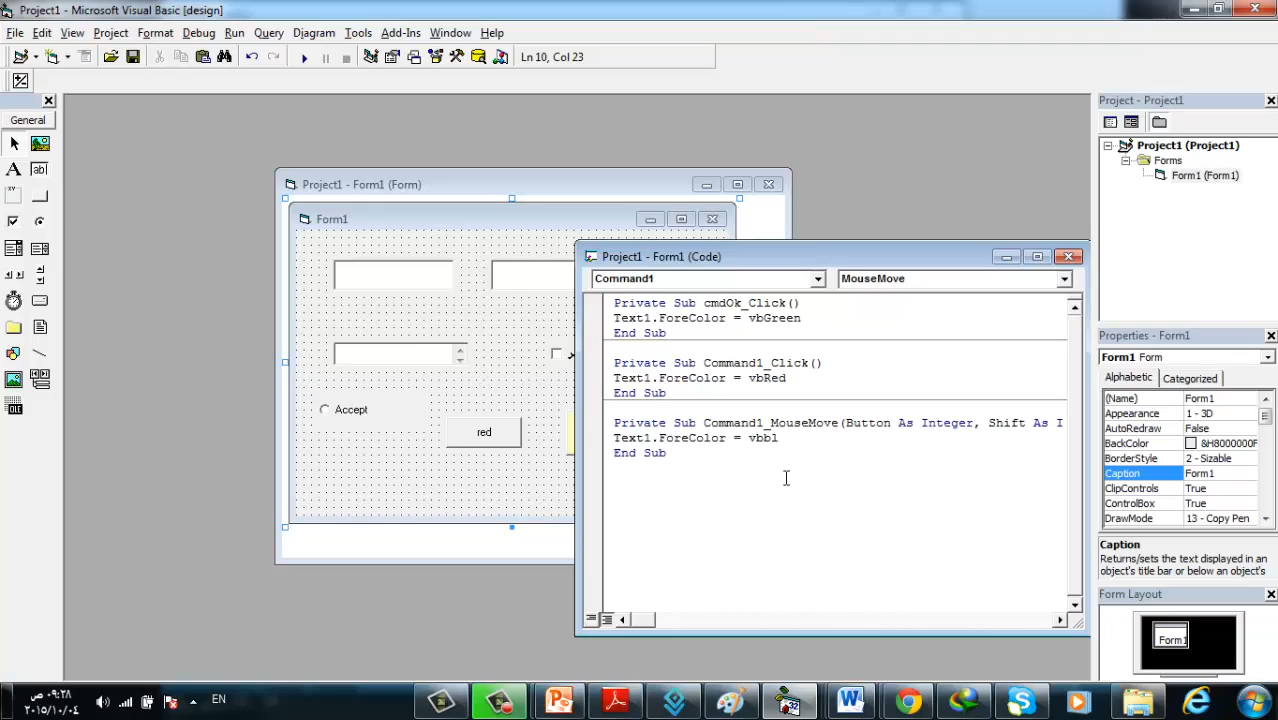 Project1 - Microsoft Visual Basic [design]
File Edit View Project Format Debug Run Query Diagram Tools Add-Ins Window Help
Ln 10, Col 23
General
Project1 - Form1 (Form)
Form1
Accept
red
Project1 - Form1 (Code)
Command1 MouseMove
Private Sub cmdOk_Click()
Text1.ForeColor = vbGreen
End Sub
Private Sub Command1_Click()
Text1.ForeColor = vbRed
End Sub
Private Sub Command1_MouseMove(Button As Integer, Shift As I
Text1.ForeColor = vbbl
End Sub
Project - Project1
Project1 (Project1)
Forms
Form1 (Form1)
Properties - Form1
Form1 Form
Alphabetic Categorized
(Name) Form1
Appearance 1 - 3D
AutoRedraw False
BackColor &H8000000F
BorderStyle 2 - Sizable
Caption Form1
ClipControls True
ControlBox True
DrawMode 13 - Copy Pen
Caption
Returns/sets the text displayed in
an object's title bar or below an object's
Form Layout
Form1
٠٩:٢٨ ص
٢٠١٥/١٠/٠٤
EN